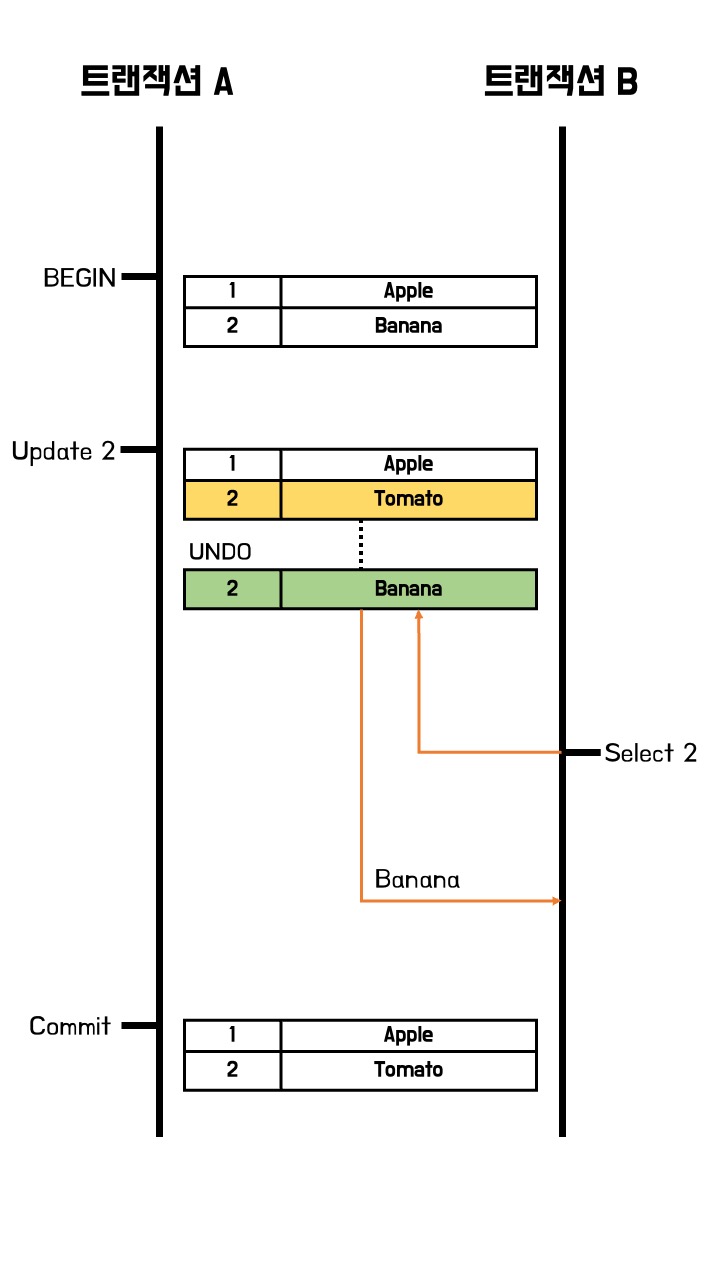 트랜잭션 A
트랜잭션 B
BEGIN
1 Apple
2 Banana
Update 2
1 Apple
2 Tomato
UNDO
2 Banana
Select 2
Banana
Commit
1 Apple
2 Tomato